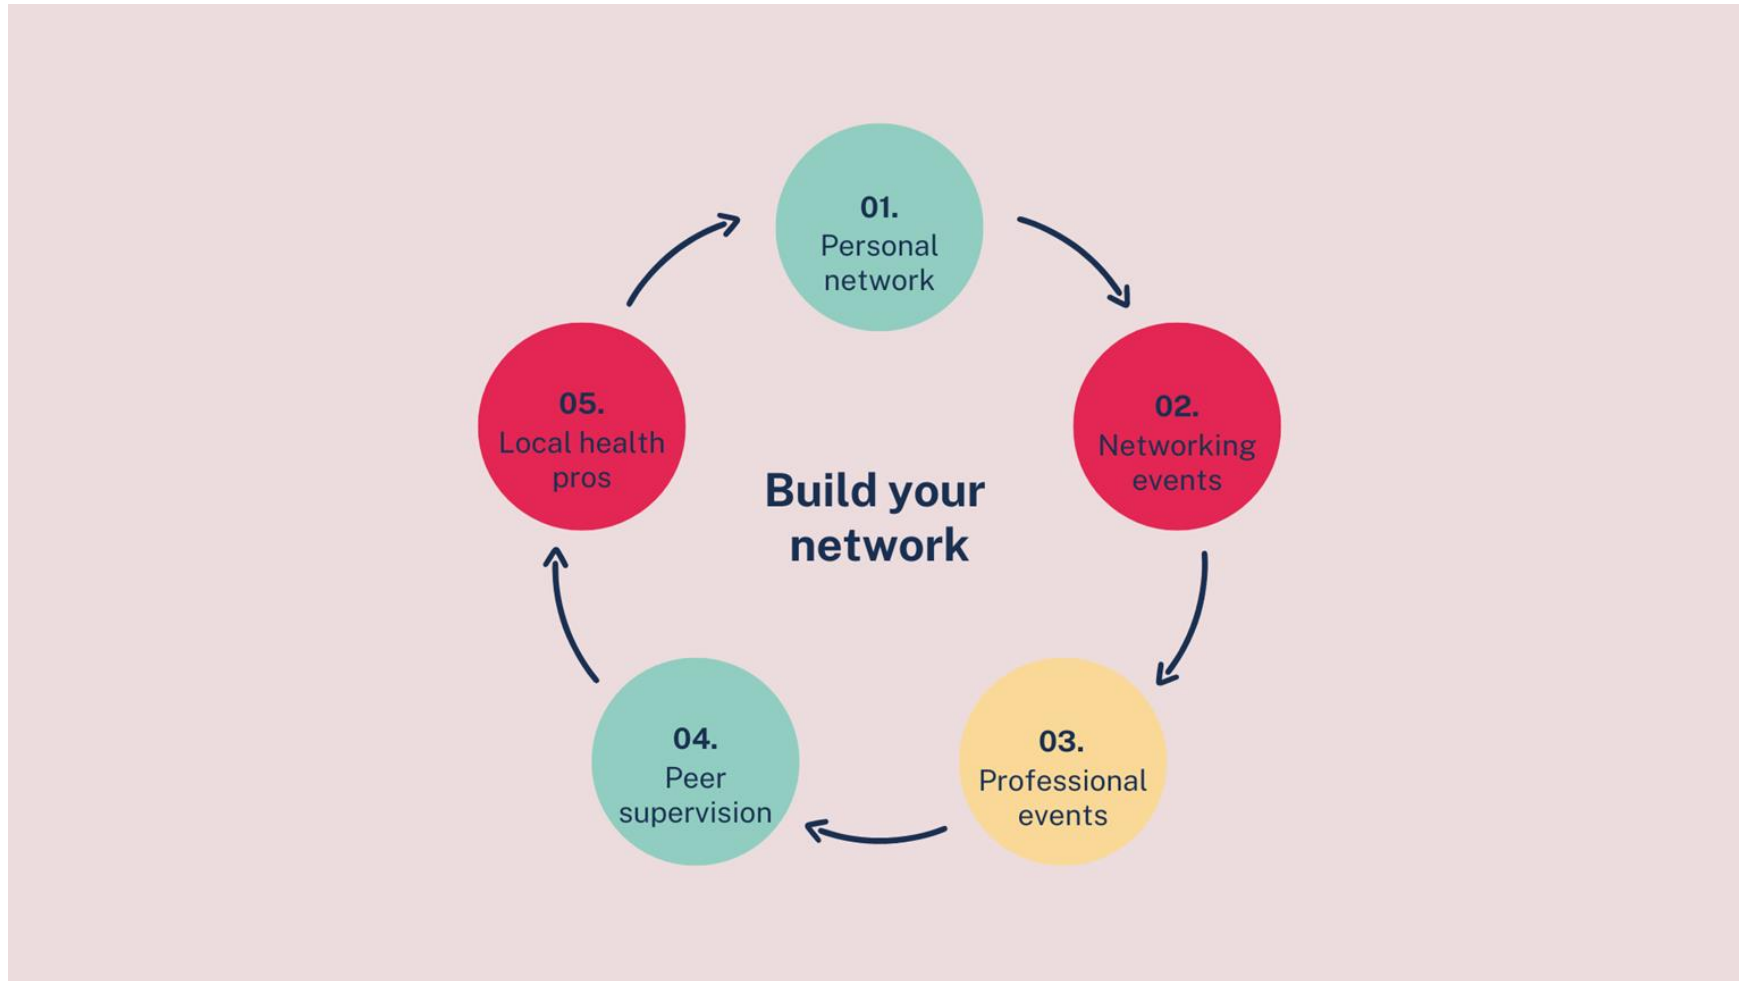 01.
Personal
network
02.
Networking
events
03.
Professional
events
04.
Peer
supervision
05.
Local health
pros
Build your
network